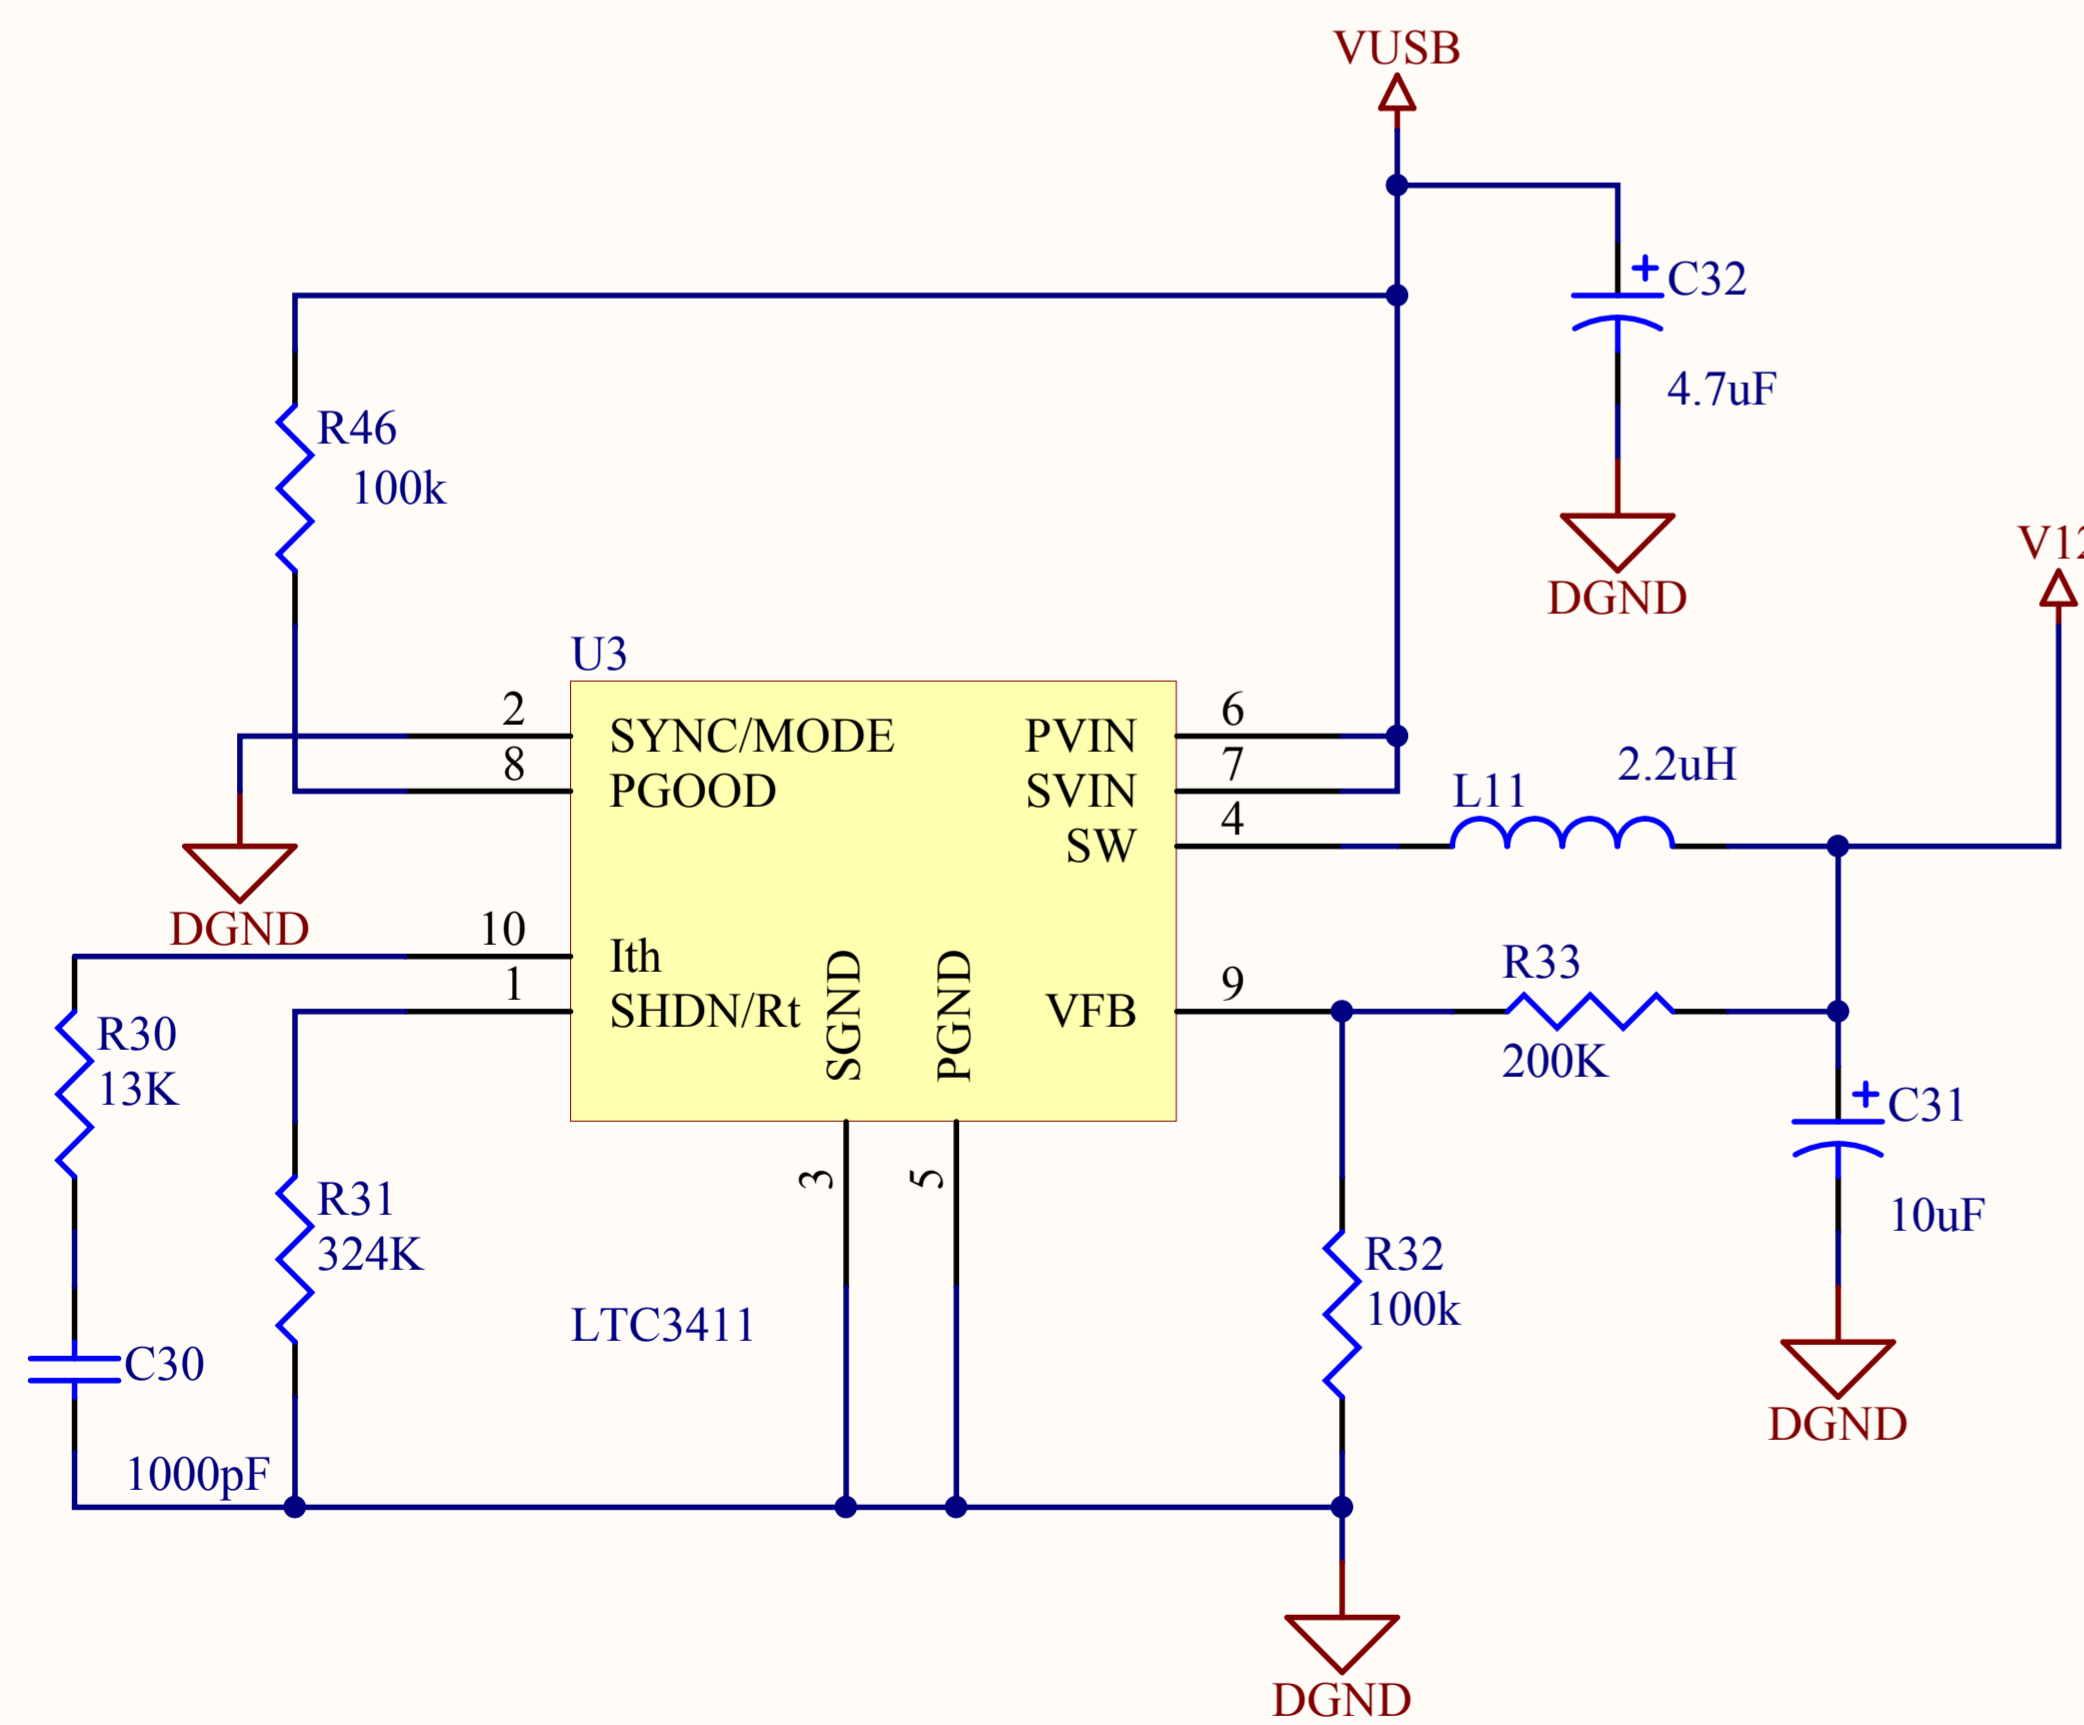 VUSB
C32
4.7uF
R46
100k
DGND
U3
2
SYNC/MODE
8
PGOOD
PVIN
6
SVIN
7
SW
4
L11
2.2uH
DGND
10
Ith
1
SHDN/Rt
SGND
PGND
VFB
9
R33
200K
R30
13K
C31
10uF
3
5
R31
324K
R32
100k
LTC3411
C30
1000pF
DGND
DGND